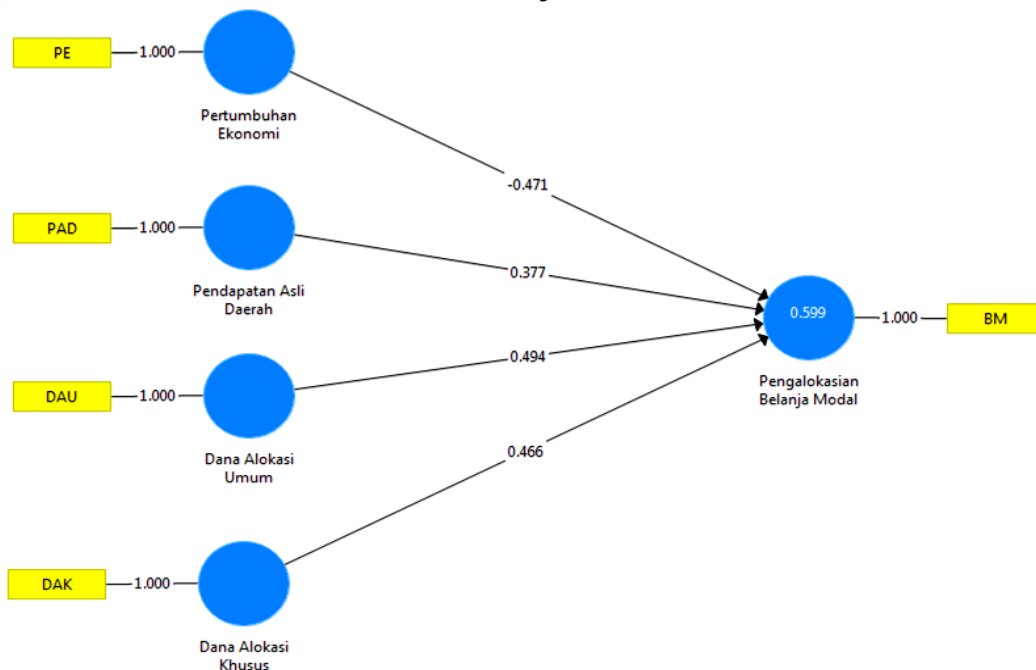 PE
1.000
Pertumbuhan
Ekonomi
-0.471
PAD
1.000
Pendapatan Asli
Daerah
0.377
0.599
1.000
BM
Pengalokasian
Belanja Modal
DAU
1.000
Dana Alokasi
Umum
0.494
0.466
DAK
1.000
Dana Alokasi
Khusus